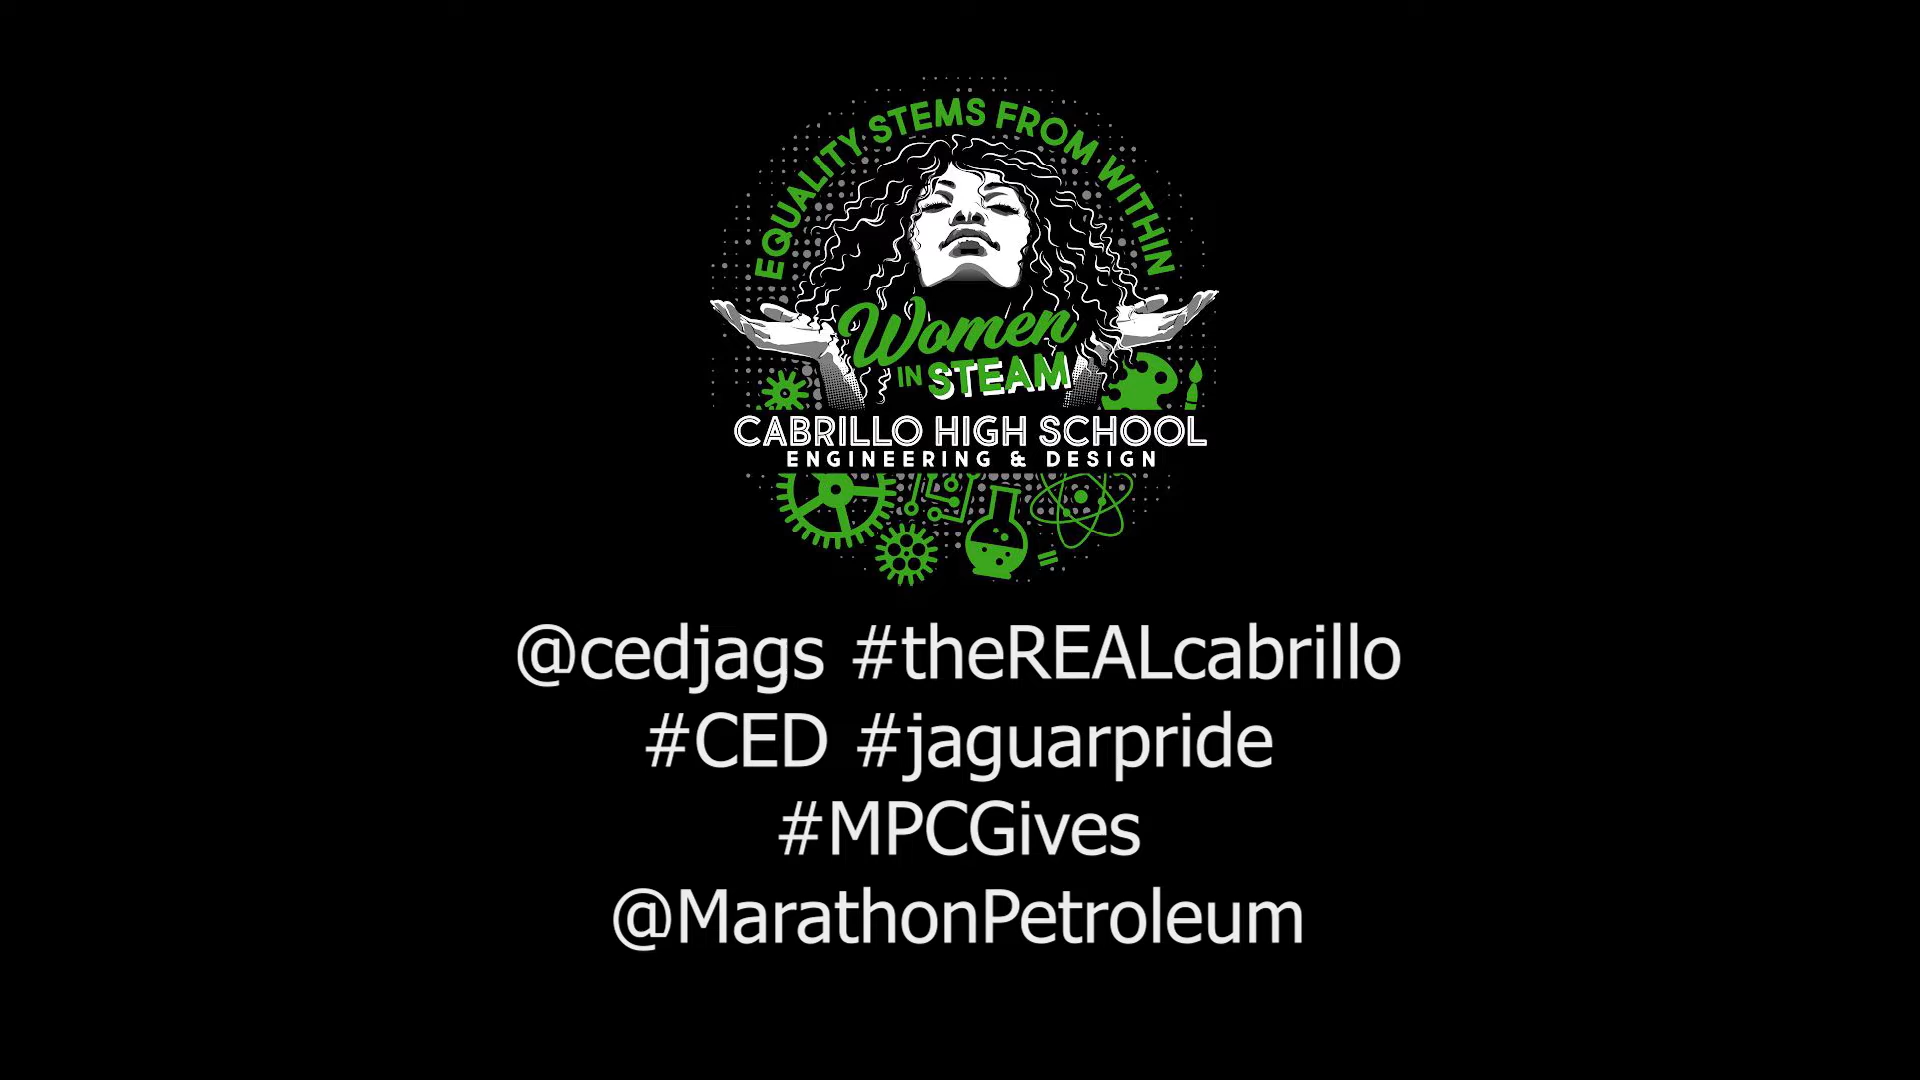 EQUALITY STEMS FROM WITHIN
Women
IN STEAM
CABRILLO HIGH SCHOOL
ENGINEERING & DESIGN
@cedjags #theREALcabrillo
#CED #jaguarpride
#MPCGives
@MarathonPetroleum